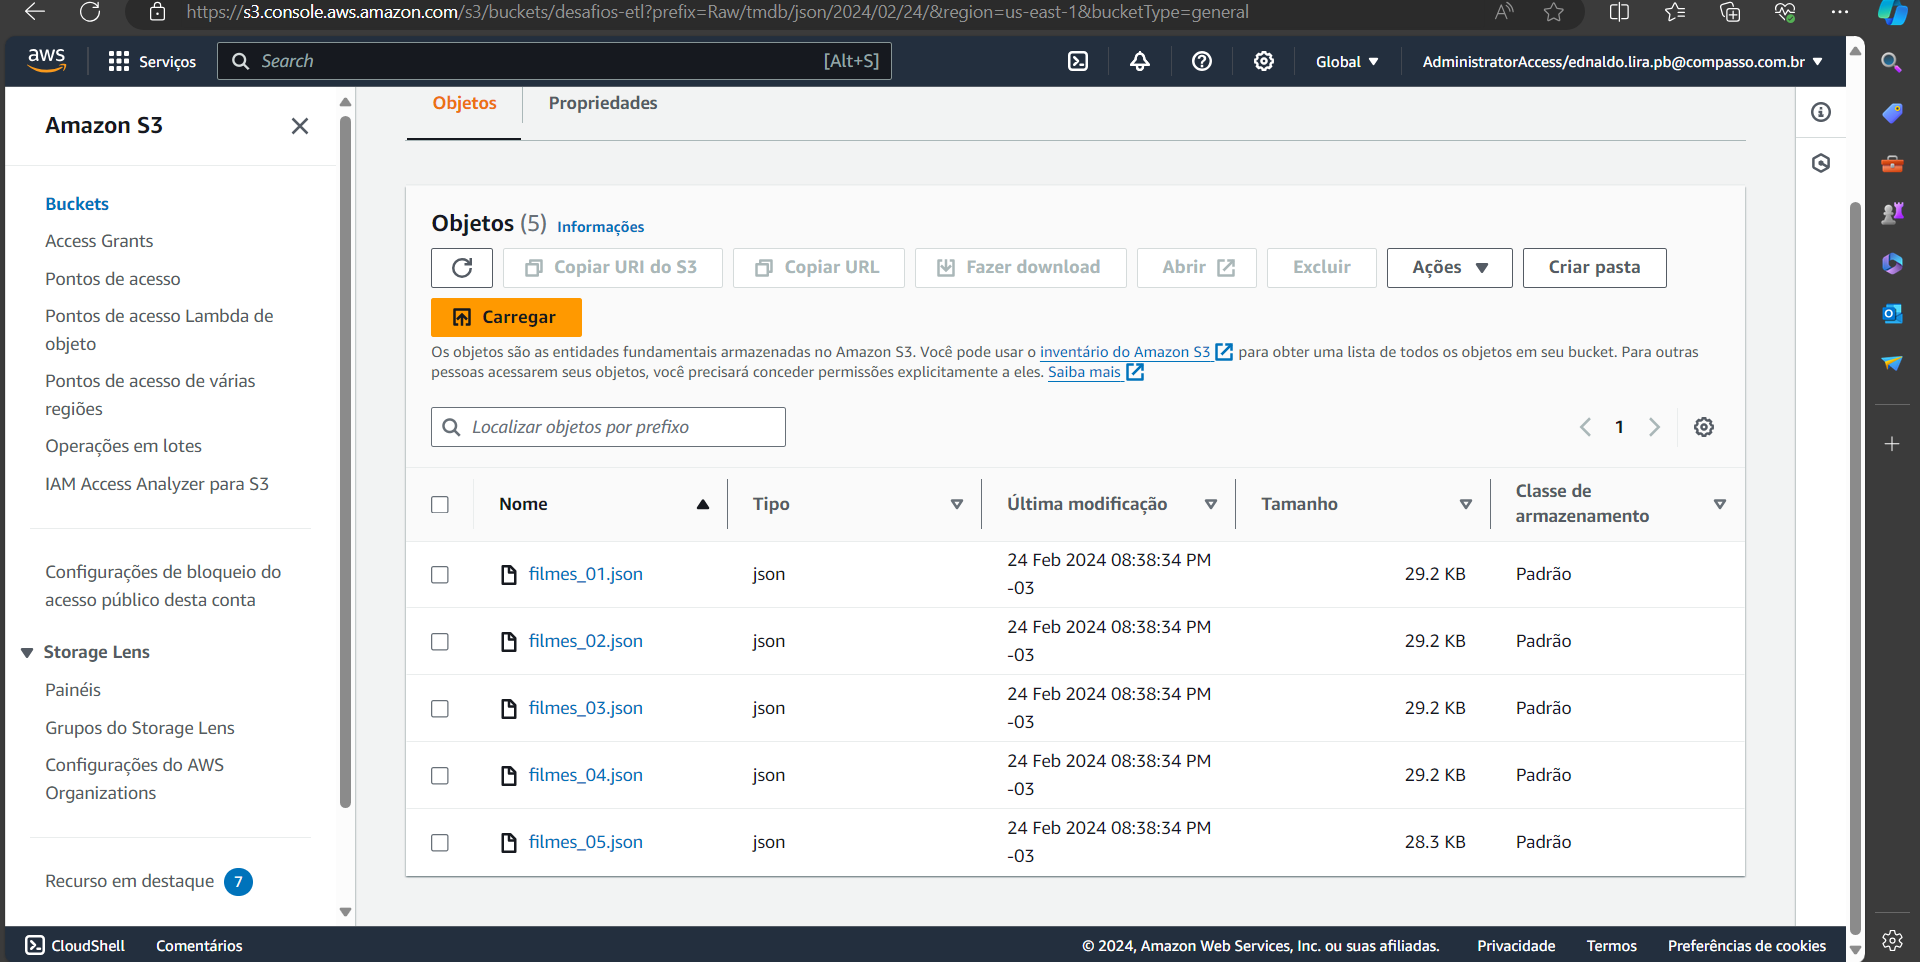 https://s3.console.aws.amazon.com/s3/buckets/desafios-etl?prefix=Raw/tmdb/json/2024/02/24/&region=us-east-1&bucketType=general
aws
Serviços
Search
[Alt+S]
Global
AdministratorAccess/ednaldo.lira.pb@compasso.com.br
Amazon S3
Buckets
Access Grants
Pontos de acesso
Pontos de acesso Lambda de
objeto
Pontos de acesso de várias
regiões
Operações em lotes
IAM Access Analyzer para S3
Configurações de bloqueio do
acesso público desta conta
Storage Lens
Painéis
Grupos do Storage Lens
Configurações do AWS
Organizations
Recurso em destaque 7
Objetos
Propriedades
Objetos (5) Informações
Copiar URI do S3
Copiar URL
Fazer download
Abrir
Excluir
Ações
Criar pasta
Carregar
Os objetos são as entidades fundamentais armazenadas no Amazon S3. Você pode usar o inventário do Amazon S3 para obter uma lista de todos os objetos em seu bucket. Para outras
pessoas acessarem seus objetos, você precisará conceder permissões explicitamente a eles. Saiba mais
Localizar objetos por prefixo
1
Nome
Tipo
Última modificação
Tamanho
Classe de
armazenamento
filmes_01.json
json
24 Feb 2024 08:38:34 PM
-03
29.2 KB
Padrão
filmes_02.json
json
24 Feb 2024 08:38:34 PM
-03
29.2 KB
Padrão
filmes_03.json
json
24 Feb 2024 08:38:34 PM
-03
29.2 KB
Padrão
filmes_04.json
json
24 Feb 2024 08:38:34 PM
-03
29.2 KB
Padrão
filmes_05.json
json
24 Feb 2024 08:38:34 PM
-03
28.3 KB
Padrão
CloudShell
Comentários
© 2024, Amazon Web Services, Inc. ou suas afiliadas.
Privacidade
Termos
Preferências de cookies